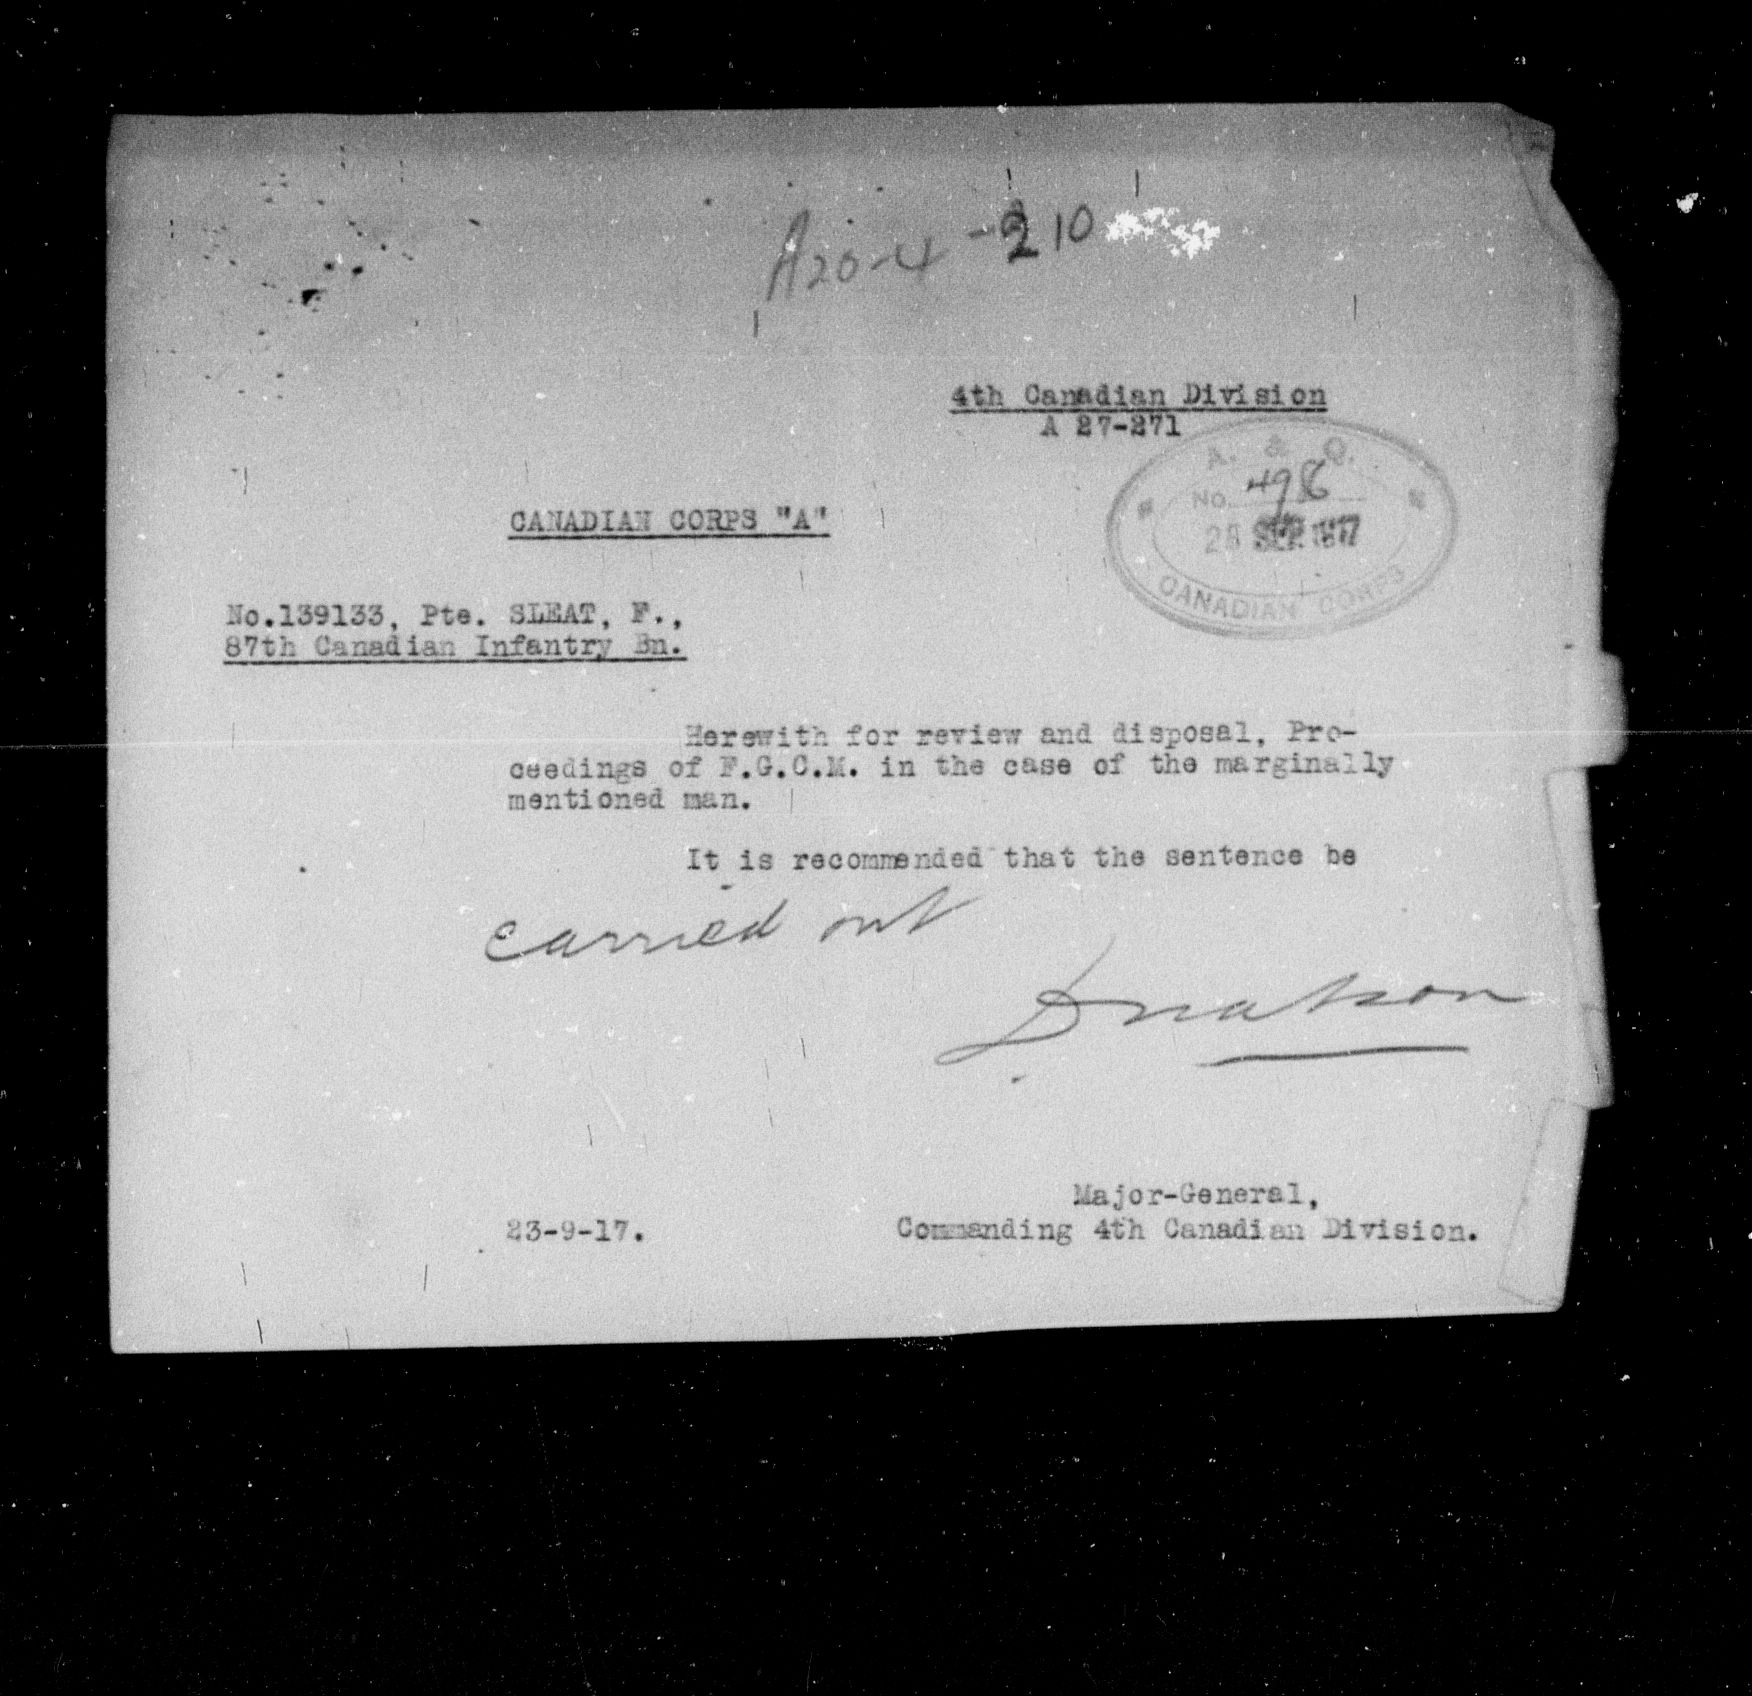 A20-4-210
4th Canadian Division
A 27-271
A. & Q.
No. 498
SEP. 1917
CANADIAN CORPS
CANADIAN CORPS "A"
No.139133, Pte. SLEAT, F.,
87th Canadian Infantry Bn.
Herewith for review and disposal, Pro-
ceedings of F.G.C.M. in the case of the marginally
mentioned man.
It is recommended that the sentence be
carried out
DWatson
Major-General,
23-9-17. Commanding 4th Canadian Division.